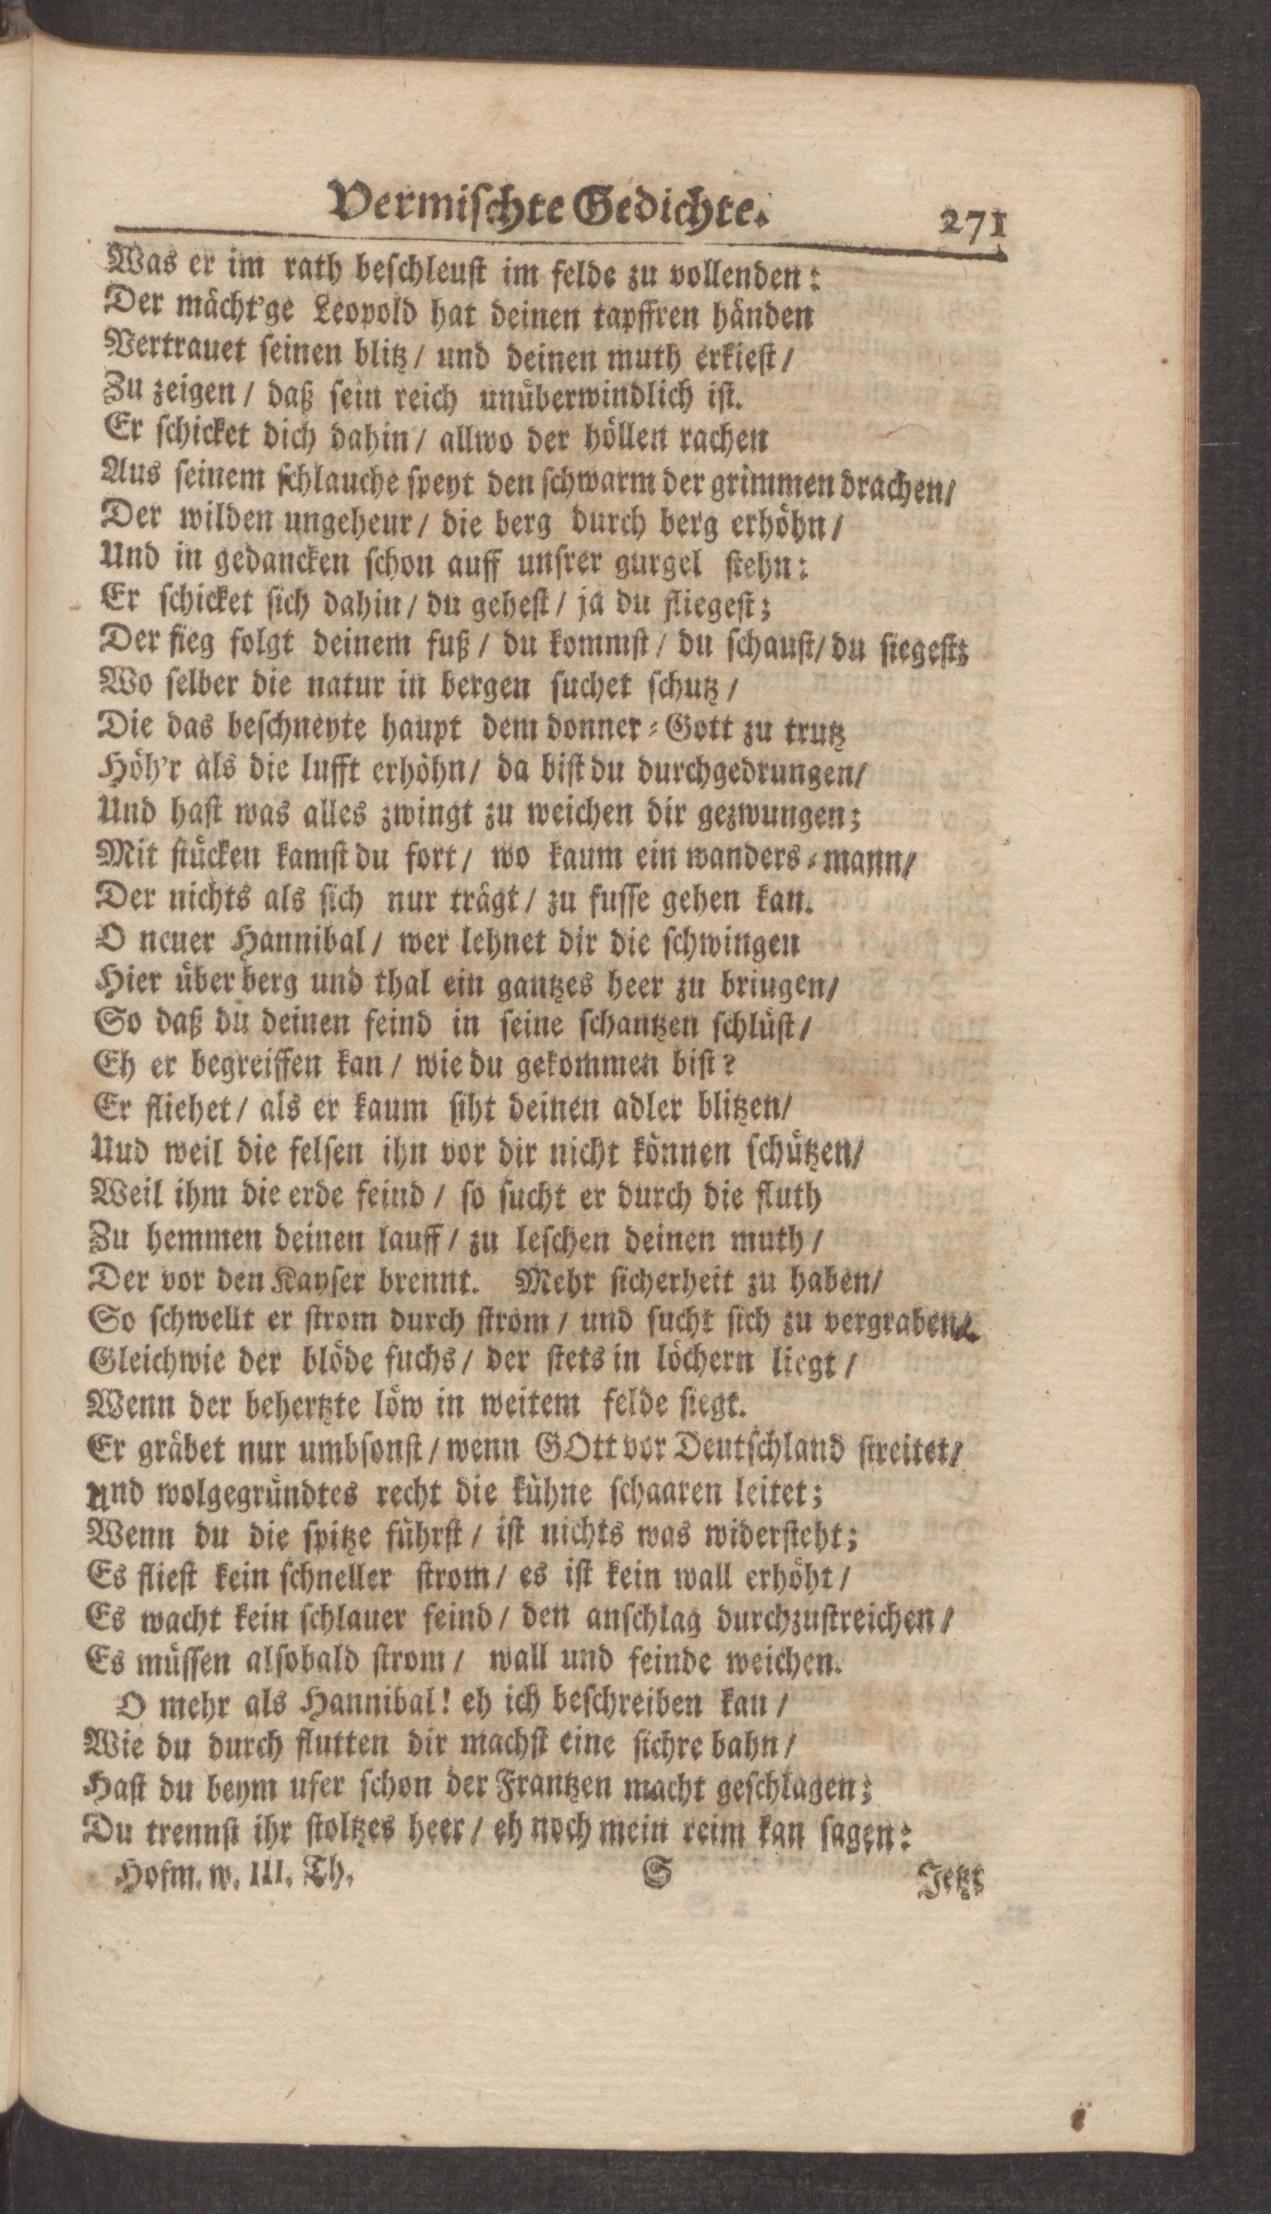 Vermischte Gedichte. 271
Was er im rath beschleust im felde zu vollenden:
Der mächt'ge Leopold hat deinen tapffren händen
Vertrauet seinen blitz/ und deinen muth erkiest/
Zu zeigen/ daß sein reich unüberwindlich ist.
Er schicket dich dahin/ allwo der höllen rachen
Aus seinem schlauche speyt den schwarm der grimmen drachen/
Der wilden ungeheur/ die berg durch berg erhöhn/
Und in gedancken schon auff unsrer gurgel stehn:
Er schicket sich dahin/ du gehest/ ja du fliegest;
Der sieg folgt deinem fuß/ du kommst/ du schaust/ du siegest;
Wo selber die natur in bergen suchet schutz/
Die das beschneyte haupt dem donner-Gott zu trutz
Höh'r als die lufft erhöhn/ da bist du durchgedrungen/
Und hast was alles zwingt zu weichen dir gezwungen;
Mit stücken kamst du fort/ wo kaum ein wanders-mann/
Der nichts als sich nur trägt/ zu fusse gehen kan.
O neuer Hannibal/ wer lehnet dir die schwingen
Hier über berg und thal ein gantzes heer zu bringen/
So daß du deinen feind in seine schantzen schlüst/
Eh er begreiffen kan/ wie du gekommen bist?
Er fliehet/ als er kaum siht deinen adler blitzen/
Und weil die felsen ihn vor dir nicht können schützen/
Weil ihm die erde feind/ so sucht er durch die fluth
Zu hemmen deinen lauff/ zu leschen deinen muth/
Der vor den Kayser brennt. Mehr sicherheit zu haben/
So schwellt er strom durch strom/ und sucht sich zu vergraben/
Gleichwie der blöde fuchs/ der stets in löchern liegt/
Wenn der behertzte löw in weitem felde siegt.
Er gräbet nur umbsonst/ wenn GOtt vor Deutschland streitet/
Und wolgegründtes recht die kühne schaaren leitet;
Wenn du die spitze führst/ ist nichts was widersteht;
Es fliest kein schneller strom/ es ist kein wall erhöht/
Es wacht kein schlauer feind/ den anschlag durchzustreichen/
Es müssen alsobald strom/ wall und feinde weichen.
O mehr als Hannibal! eh ich beschreiben kan/
Wie du durch flutten dir machst eine sichre bahn/
Hast du beym ufer schon der Frantzen macht geschlagen;
Du trennst ihr stoltzes heer/ eh noch mein reim kan sagen:
Hofm. w. III. Th. S Jetzt